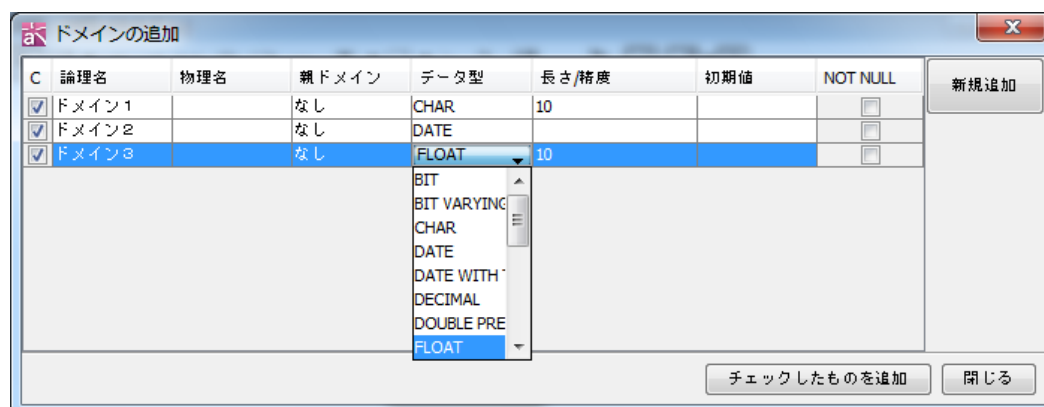 ドメインの追加
C 論理名 物理名 親ドメイン データ型 長さ/精度 初期値 NOT NULL 新規追加
ドメイン1 なし CHAR 10
ドメイン2 なし DATE
ドメイン3 なし FLOAT 10
BIT
BIT VARYING
CHAR
DATE
DATE WITH
DECIMAL
DOUBLE PRE
FLOAT
チェックしたものを追加 閉じる